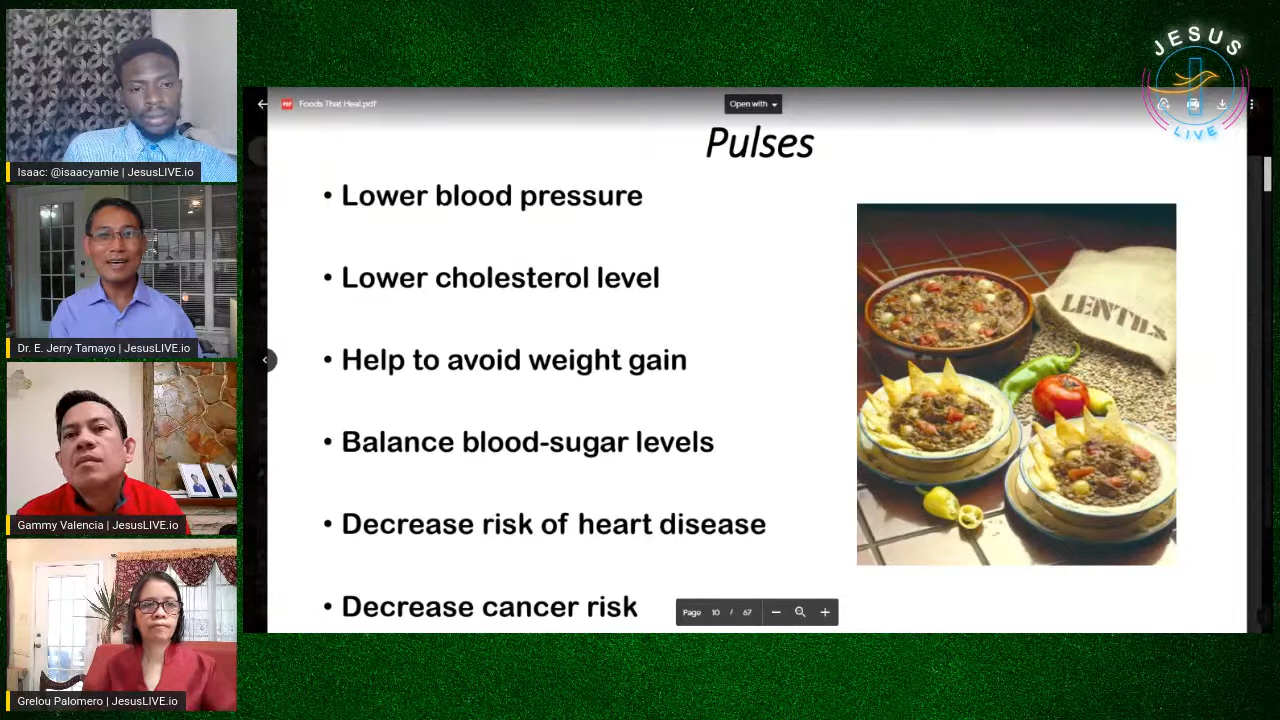 Isaac: @isaacyamie | JesusLIVE.io
Dr. E. Jerry Tamayo | JesusLIVE.io
Gammy Valencia | JesusLIVE.io
Grelou Palomero | JesusLIVE.io
PDF Foods That Heal.pdf
Open with
JESUS
LIVE
Pulses
• Lower blood pressure
• Lower cholesterol level
• Help to avoid weight gain
• Balance blood-sugar levels
• Decrease risk of heart disease
• Decrease cancer risk
LENTILS
Page 10 / 67